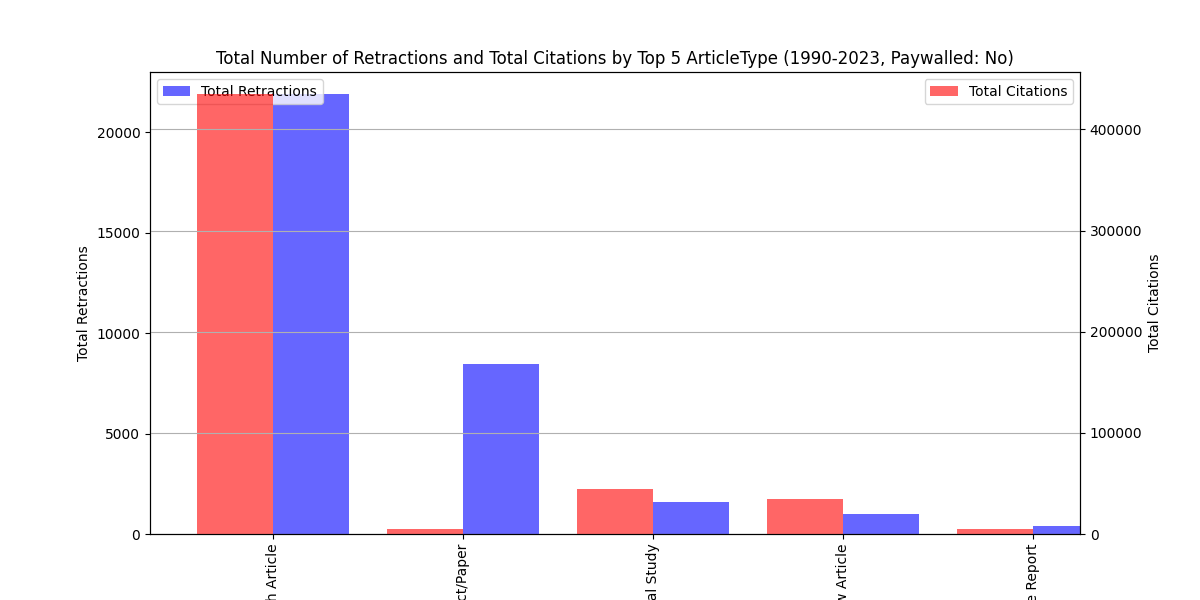 Total Number of Retractions and Total Citations by Top 5 ArticleType (1990-2023, Paywalled: No)
Total Retractions
Total Citations
20000
15000
10000
5000
0
Total Retractions
400000
300000
200000
100000
0
Total Citations
Article
Paper
Study
Article
Report